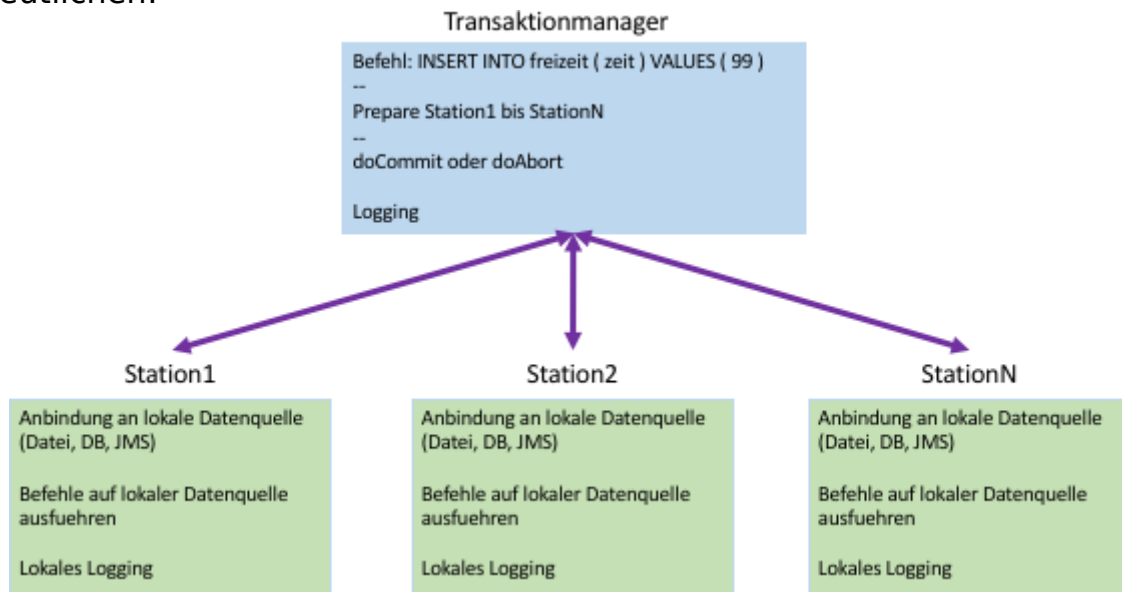 Transaktionmanager
Befehl: INSERT INTO freizeit ( zeit ) VALUES ( 99 )
--
Prepare Station1 bis StationN
--
doCommit oder doAbort
Logging
Station1
Anbindung an lokale Datenquelle
(Datei, DB, JMS)
Befehle auf lokaler Datenquelle
ausfuehren
Lokales Logging
Station2
Anbindung an lokale Datenquelle
(Datei, DB, JMS)
Befehle auf lokaler Datenquelle
ausfuehren
Lokales Logging
StationN
Anbindung an lokale Datenquelle
(Datei, DB, JMS)
Befehle auf lokaler Datenquelle
ausfuehren
Lokales Logging